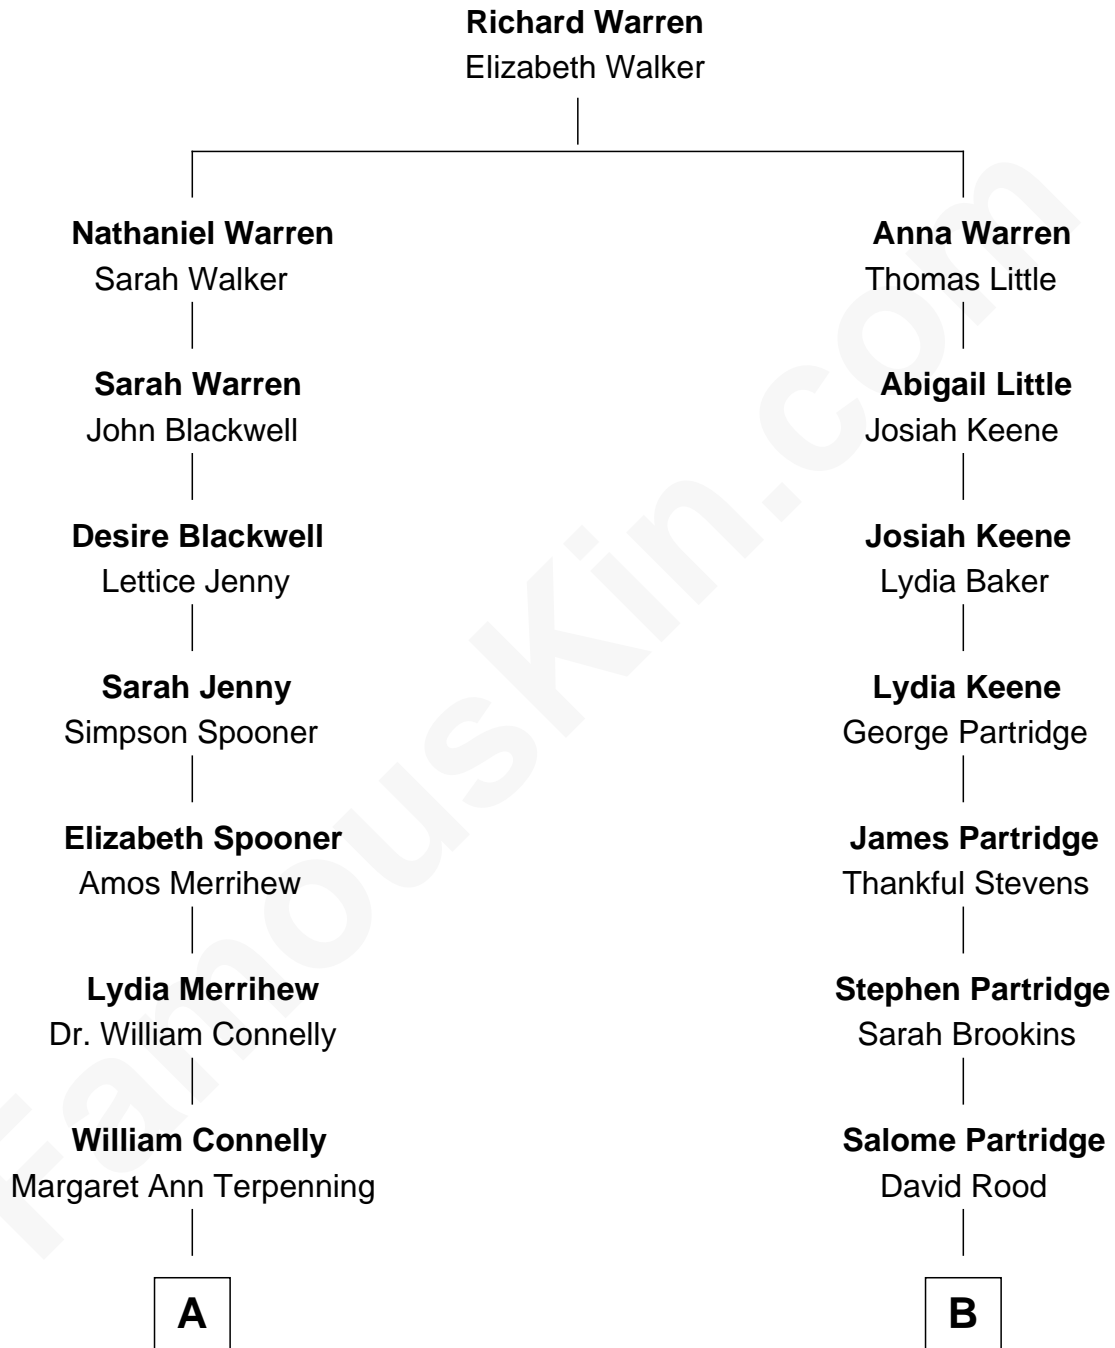 Richard Warren
Elizabeth Walker
Nathaniel Warren
Sarah Walker
Sarah Warren
John Blackwell
Desire Blackwell
Lettice Jenny
Sarah Jenny
Simpson Spooner
Elizabeth Spooner
Amos Merrihew
Lydia Merrihew
Dr. William Connelly
William Connelly
Margaret Ann Terpenning
A
Anna Warren
Thomas Little
Abigail Little
Josiah Keene
Josiah Keene
Lydia Baker
Lydia Keene
George Partridge
James Partridge
Thankful Stevens
Stephen Partridge
Sarah Brookins
Salome Partridge
David Rood
B
FamousKin.com